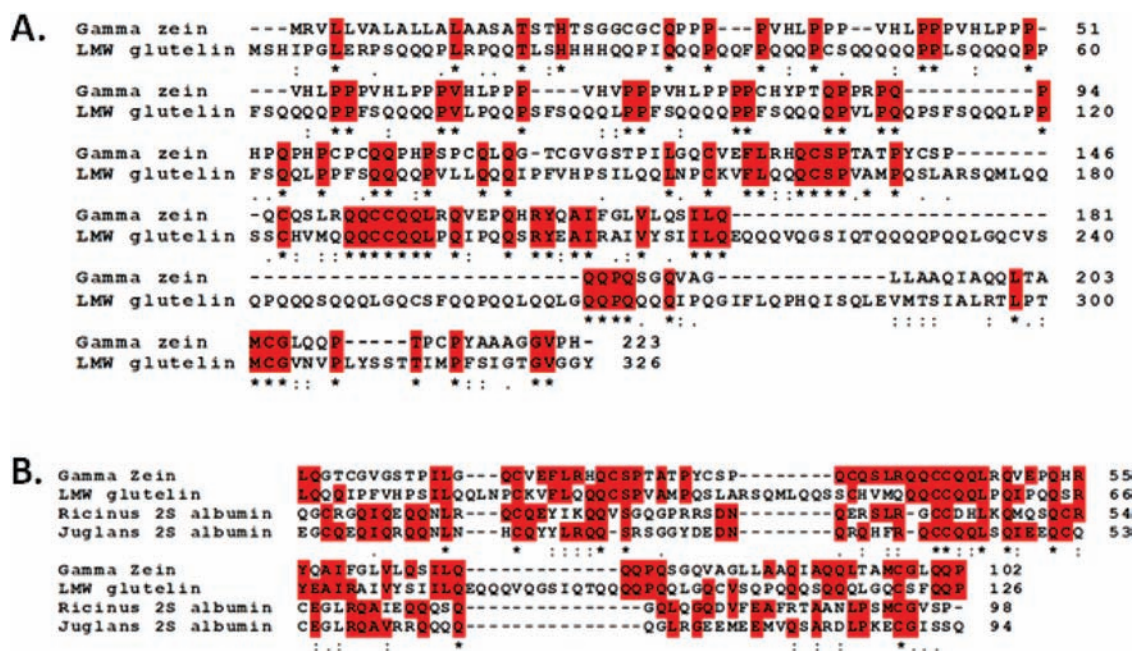 A.
Gamma zein ---MRVLLVALALLALAASATSTHTSGGCGCQPPP---PVHLPPP--VHLPPPVHLPPP- 51
LMW glutelin MSHIPGLERPSQQQPLRPQQTLSHHHHQQPIQQQPQQFPQQQPCSQQQQQPPLSQQQQPP 60
: * . * . . * : * * * * : . : ** : *
Gamma zein ---VHLPPPVHLPPPVHLPPP----VHVPPPVHLPPPPCHYPTQPPRPQ----------P 94
LMW glutelin FSQQQQPPFSQQQQPVLPQQPSFSQQQLPPFSQQQQPPFSQQQQPVLPQQPSFSQQQLPP 120
: ** : ** * :: ** : ** ** ** *
Gamma zein HPQPHPCPCQQPHPSPCQLQG-TCGVGSTPILGQCVEFLRHQCSPTATPYCSP------- 146
LMW glutelin FSQQLPPFSQQQQPVLLQQQIPFVHPSILQQLNPCKVFLQQQCSPVAMPQSLARSQMLQQ 180
.* * .** :* * * . *. * **: ****.* * .
Gamma zein -QCQSLRQQCCQQLRQVEPQHRYQAIFGLVLQSILQ------------------------ 181
LMW glutelin SSCHVMQQQCCQQLPQIPQQSRYEAIRAIVYSIILQEQQQVQGSIQTQQQQPQQLGQCVS 240
.*: :: ******* *: * **:** .:* . ***
Gamma zein -------------------------QQPQSGQVAG-------------LLAAQIAQQLTA 203
LMW glutelin QPQQQSQQQLGQCSFQQPQQLQQLGQQPQQQQIPQGIFLQPHQISQLEVMTSIALRTLPT 300
**** *:. :::: : *.:
Gamma zein MCGLQQP-----TPCPYAAAGGVPH- 223
LMW glutelin MCGVNVPLYSSTTIMPFSIGTGVGGY 326
***:: * * *:: . **
B.
Gamma Zein LQGTCGVGSTPILG---QCVEFLRHQCSPTATPYCSP--------QCQSLRQQCCQQLRQVEPQHR 55
LMW glutelin LQQQIPFVHPSILQQLNPCKVFLQQQCSPVAMPQSLARSQMLQQSSCHVMQQQCCQQLPQIPQQSR 66
Ricinus 2S albumin QGCRGQIQEQQNLR---QCQEYIKQQVSGQGPRRSDN--------QERSLR-GCCDHLKQMQSQCR 54
Juglans 2S albumin EGCQEQIQRQQNLN---HCQYYLRQQ-SRSGGYDEDN--------QRQHFR-QCCQQLSQIEEQCQ 53
. * * ::::* * . . : :: **::* *: * :
Gamma Zein YQAIFGLVLQSILQ--------------QQPQSGQVAGLLAAQIAQQLTAMCGLQQP 102
LMW glutelin YEAIRAIVYSIILQEQQQVQGSIQTQQQQPQQLGQCVSQPQQQSQQQLGQCSFQQP 126
Ricinus 2S albumin CEGLRQAIEQQQSQ--------------GQLQGQDVFEAFRTAANLPSMCGVSP- 98
Juglans 2S albumin CEGLRQAVRRQQQQ--------------QGLRGEEMEEMVQSARDLPKECGISSQ 94
:.: : * . : : *...